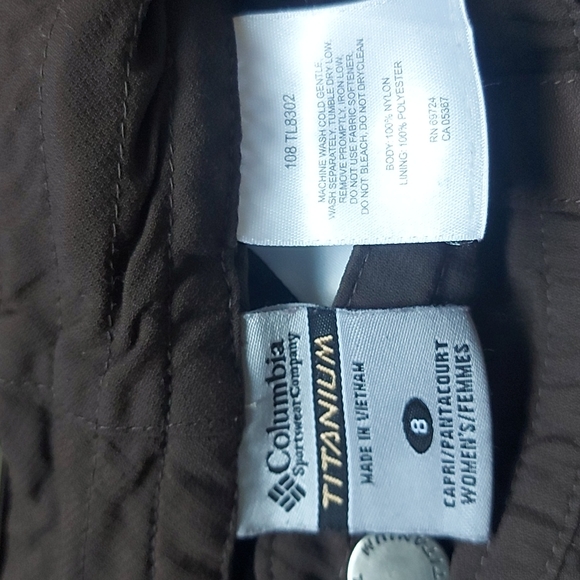 108 TL8302
MACHINE WASH COLD GENTLE.
WASH SEPARATELY. TUMBLE DRY LOW.
REMOVE PROMPTLY. IRON LOW.
DO NOT USE FABRIC SOFTENER.
DO NOT BLEACH. DO NOT DRYCLEAN
BODY 100% NYLON
LINING 100% POLYESTER
RN 69724
CA 05367
Columbia
Sportswear Company
TITANIUM
MADE IN VIETNAM
8
CAPRI/PANTACOURT
WOMEN'S/FEMMES